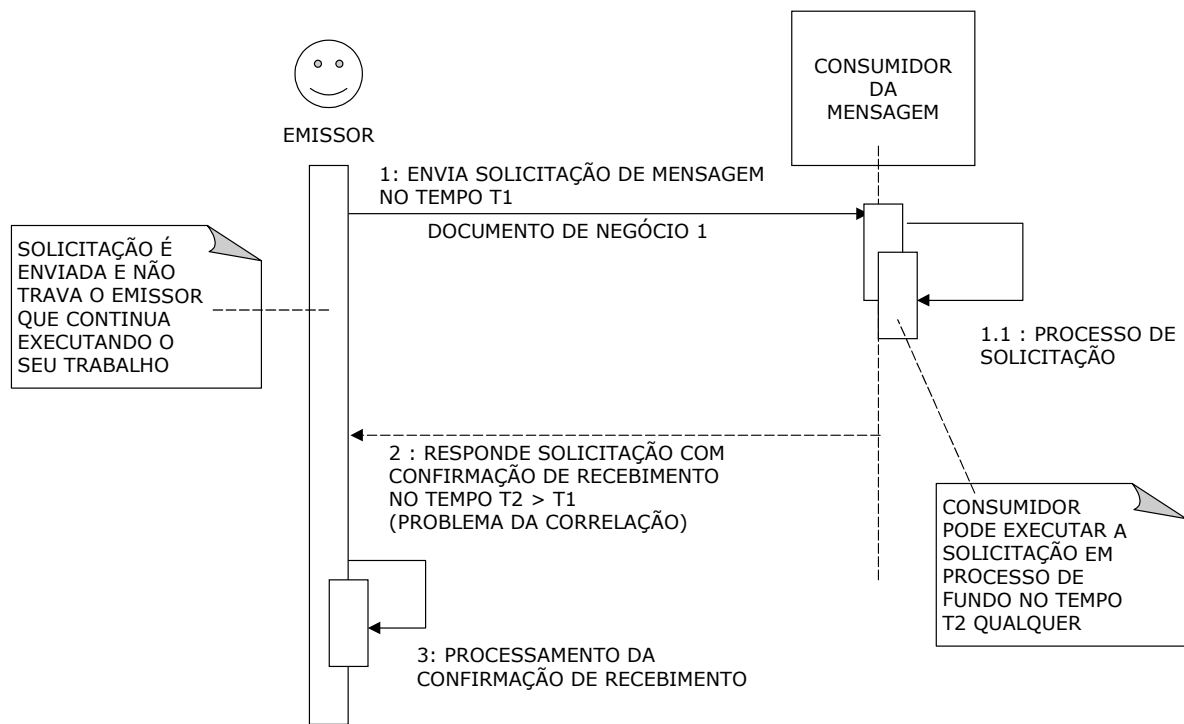 CONSUMIDOR
DA
MENSAGEM
EMISSOR
1: ENVIA SOLICITAÇÃO DE MENSAGEM
NO TEMPO T1
DOCUMENTO DE NEGÓCIO 1
SOLICITAÇÃO É
ENVIADA E NÃO
TRAVA O EMISSOR
QUE CONTINUA
EXECUTANDO O
SEU TRABALHO
1.1 : PROCESSO DE
SOLICITAÇÃO
2 : RESPONDE SOLICITAÇÃO COM
CONFIRMAÇÃO DE RECEBIMENTO
NO TEMPO T2 > T1
(PROBLEMA DA CORRELAÇÃO)
CONSUMIDOR
PODE EXECUTAR A
SOLICITAÇÃO EM
PROCESSO DE
FUNDO NO TEMPO
T2 QUALQUER
3: PROCESSAMENTO DA
CONFIRMAÇÃO DE RECEBIMENTO